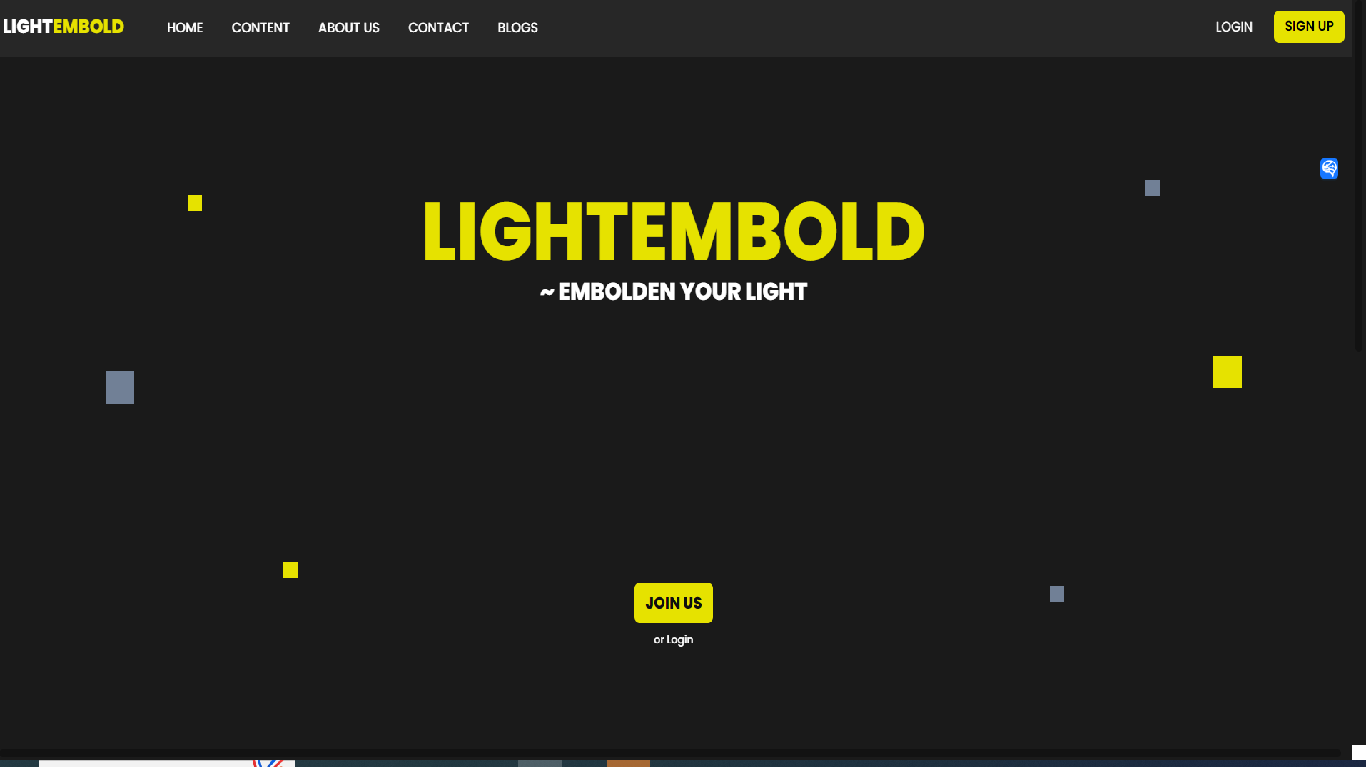 LIGHTEMBOLD HOME CONTENT ABOUT US CONTACT BLOGS LOGIN SIGN UP
LIGHTEMBOLD
~ EMBOLDEN YOUR LIGHT
JOIN US
or Login